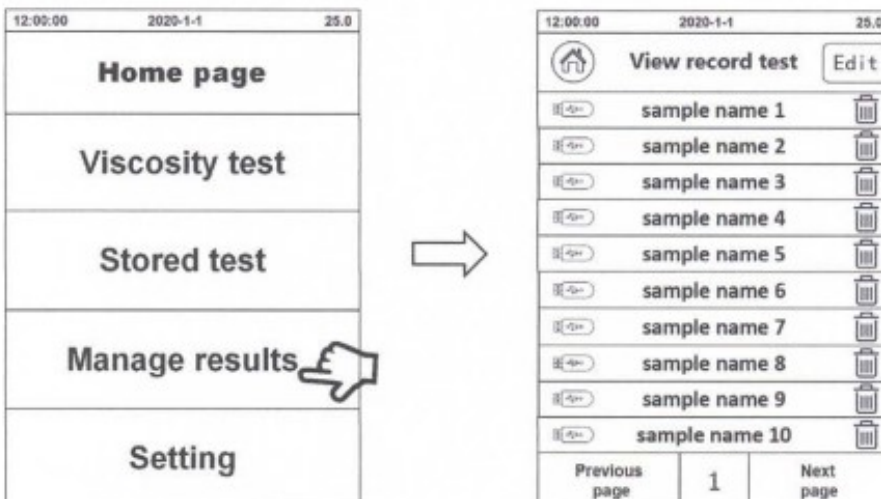 12:00:00 2020-1-1 25.0
Home page
Viscosity test
Stored test
Manage results
Setting
12:00:00 2020-1-1 25.0
View record test Edit
sample name 1
sample name 2
sample name 3
sample name 4
sample name 5
sample name 6
sample name 7
sample name 8
sample name 9
sample name 10
Previous page 1 Next page